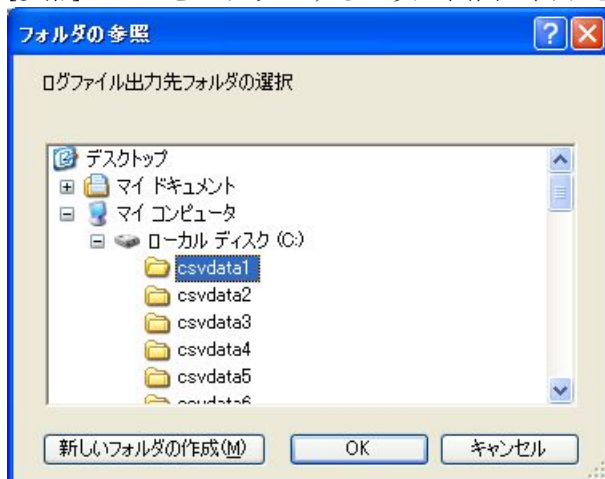 フォルダの参照
ログファイル出力先フォルダの選択
デスクトップ
マイ ドキュメント
マイ コンピュータ
ローカル ディスク (C:)
csvdata1
csvdata2
csvdata3
csvdata4
csvdata5
csvdata6
新しいフォルダの作成(M)
OK
キャンセル